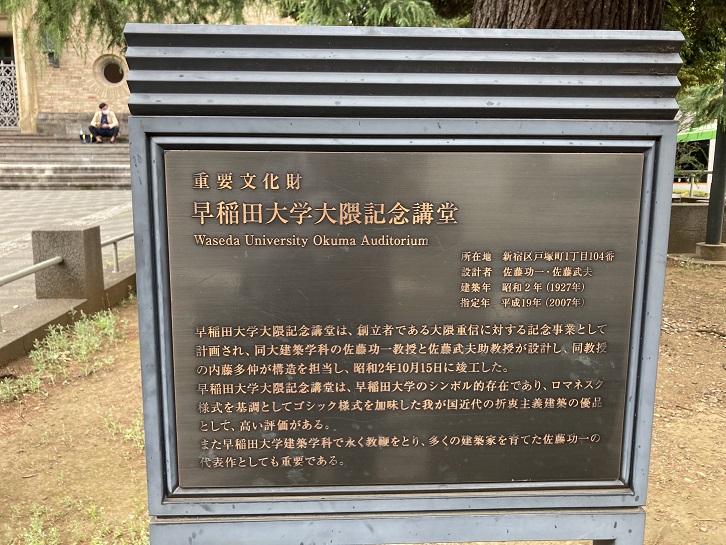 重要文化財
早稲田大学大隈記念講堂
Waseda University Okuma Auditorium
所在地 新宿区戸塚町1丁目104番
設計者 佐藤功一・佐藤武夫
建築年 昭和2年(1927年)
指定年 平成19年(2007年)
早稲田大学大隈記念講堂は、創立者である大隈重信に対する記念事業として
計画され、同大建築学科の佐藤功一教授と佐藤武夫助教授が設計し、同教授
の内藤多仲が構造を担当し、昭和2年10月15日に竣工した。
早稲田大学大隈記念講堂は、早稲田大学のシンボル的存在であり、ロマネスク
様式を基調としてゴシック様式を加味した我が国近代の折衷主義建築の優品
として、高い評価がある。
また早稲田大学建築学科で永く教鞭をとり、多くの建築家を育てた佐藤功一の
代表作としても重要である。